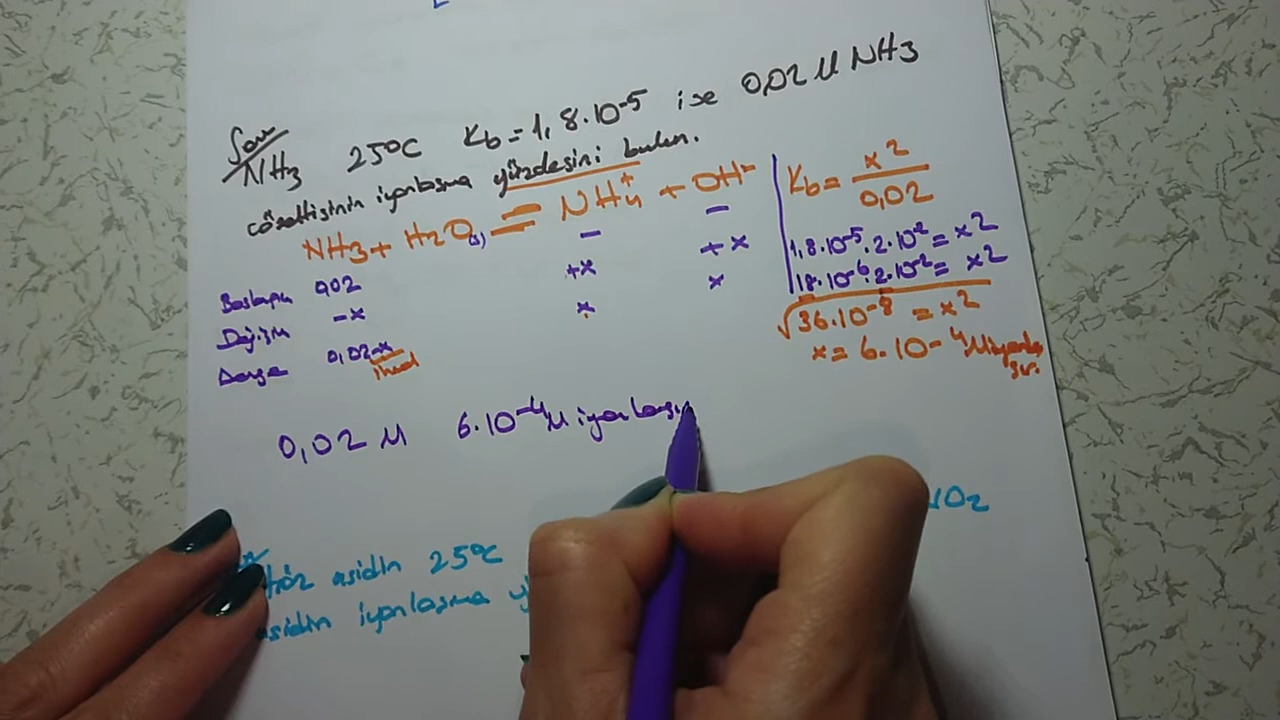 Soru
NH3 25°C Kb = 1,8.10-5 ise 0,02 M NH3
çözeltisinin iyonlaşma yüzdesini bulun.
NH3 + H2O(s) ⇌ NH4+ + OH-
Başlangıç 0,02 - -
Değişim -x +x +x
Denge 0,02-x x x
ihmal
Kb = x2 / 0,02
1,8.10-5.2.10-2 = x2
18.10-6.2.10-2 = x2
√36.10-8 = x2
x = 6.10-4 M iyonlaşır.
0,02 M 6.10-4 M iyonlaşı
asidin 25°C
asidin iyonlaşma